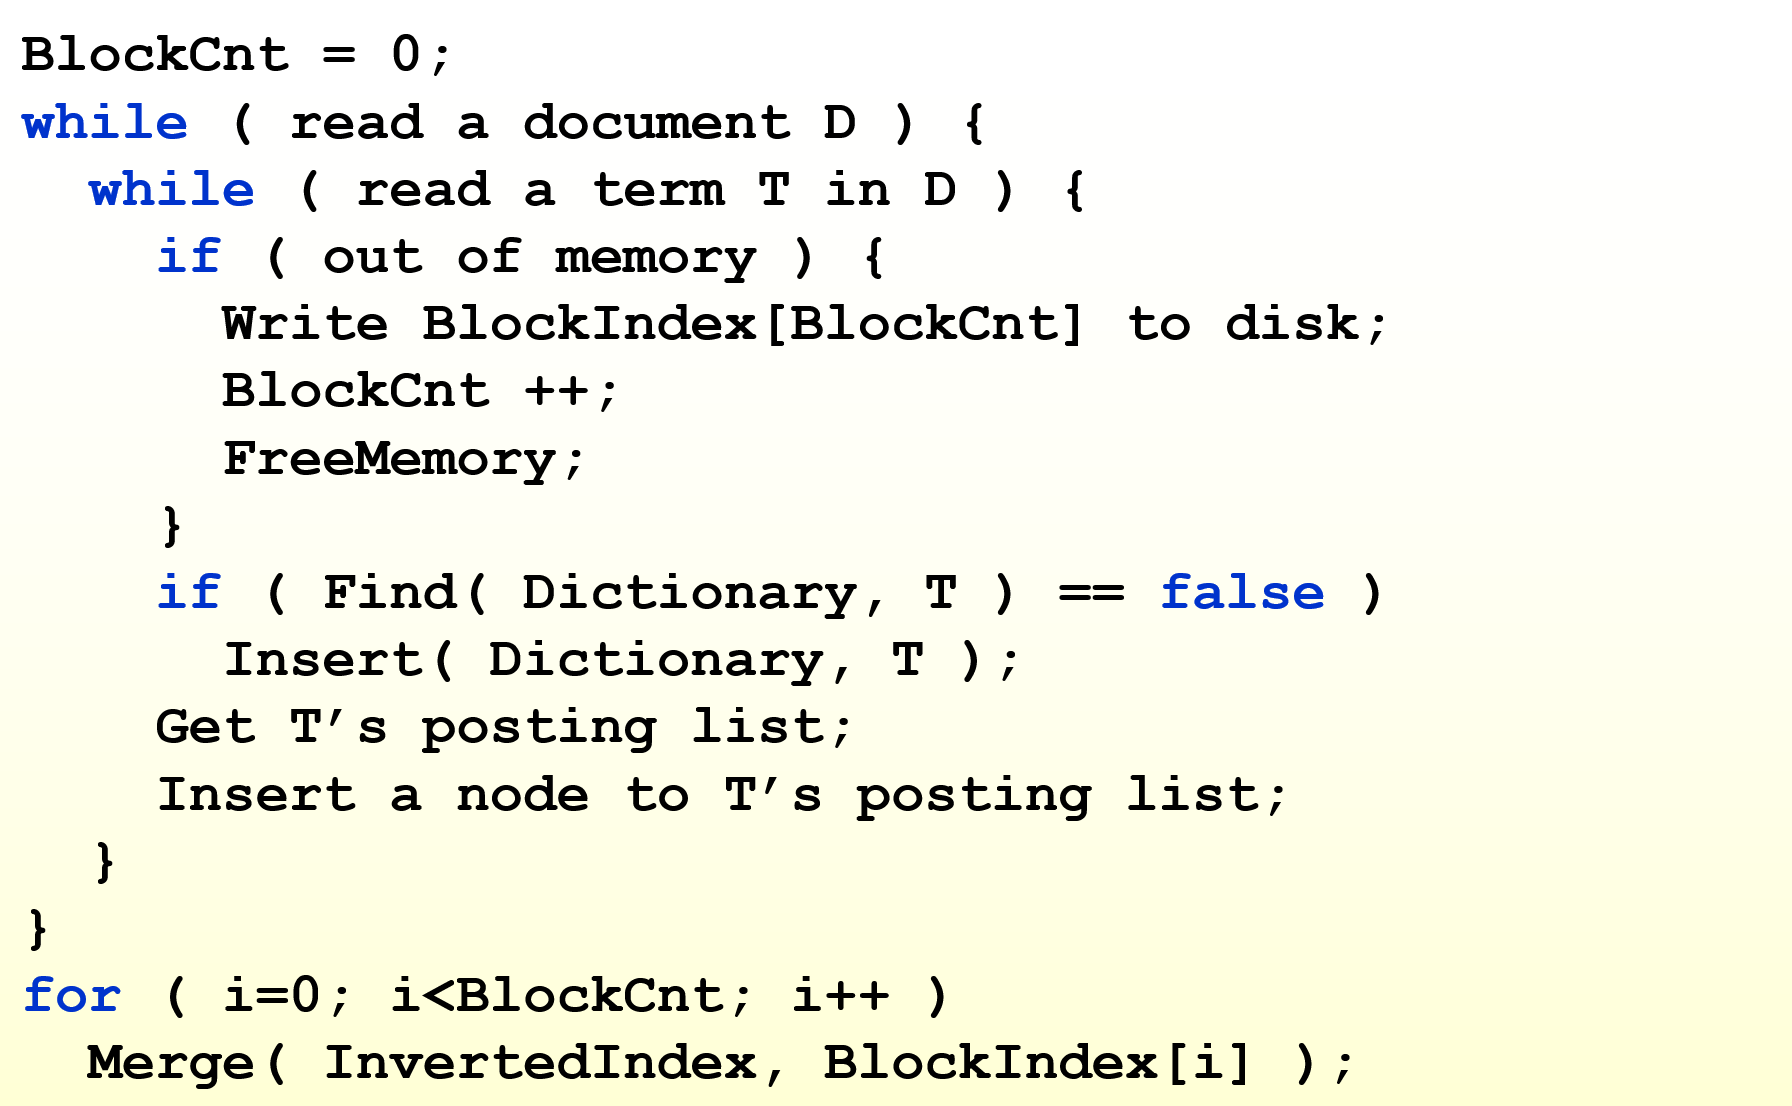 BlockCnt = 0;
while ( read a document D ) {
  while ( read a term T in D ) {
    if ( out of memory ) {
      Write BlockIndex[BlockCnt] to disk;
      BlockCnt ++;
      FreeMemory;
    }
    if ( Find( Dictionary, T ) == false )
      Insert( Dictionary, T );
    Get T’s posting list;
    Insert a node to T’s posting list;
  }
}
for ( i=0; i<BlockCnt; i++ )
  Merge( InvertedIndex, BlockIndex[i] );